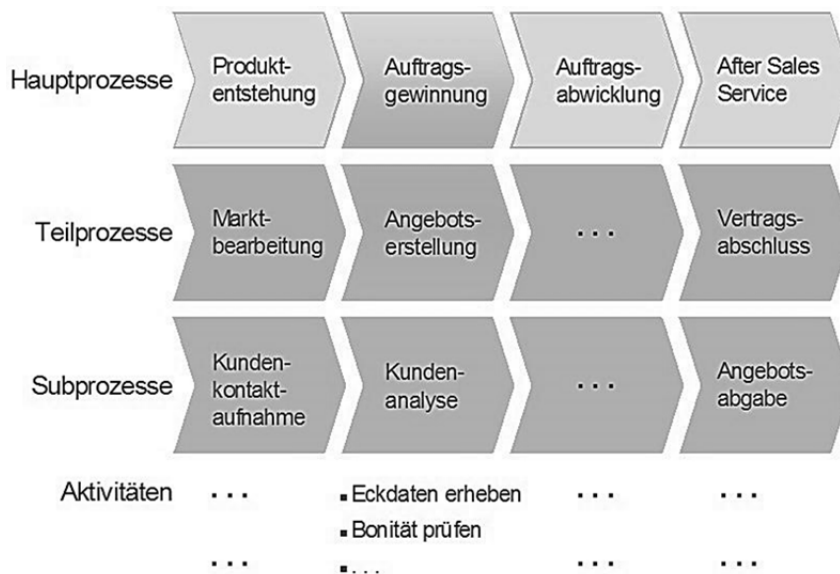 Hauptprozesse
Produkt-
entstehung
Auftrags-
gewinnung
Auftrags-
abwicklung
After Sales
Service
Teilprozesse
Markt-
bearbeitung
Angebots-
erstellung
. . .
Vertrags-
abschluss
Subprozesse
Kunden-
kontakt-
aufnahme
Kunden-
analyse
. . .
Angebots-
abgabe
Aktivitäten
. . .
▪ Eckdaten erheben
. . .
. . .
▪ Bonität prüfen
. . .
▪ . . .
. . .
. . .